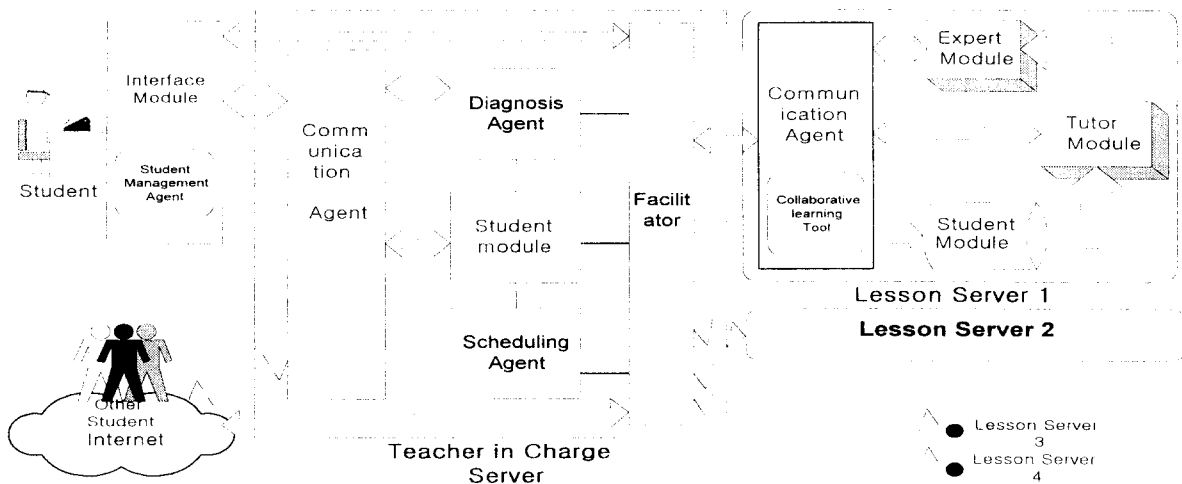 Interface
Module
Student
Student
Management
Agent
Comm
unica
tion
Agent
Diagnosis
Agent
Student
module
Scheduling
Agent
Facilit
ator
Teacher in Charge
Server
Commun
ication
Agent
Collaborative
learning
Tool
Expert
Module
Tutor
Module
Student
Module
Lesson Server 1
Lesson Server 2
Lesson Server
3
Lesson Server
4
Other
Student
Internet